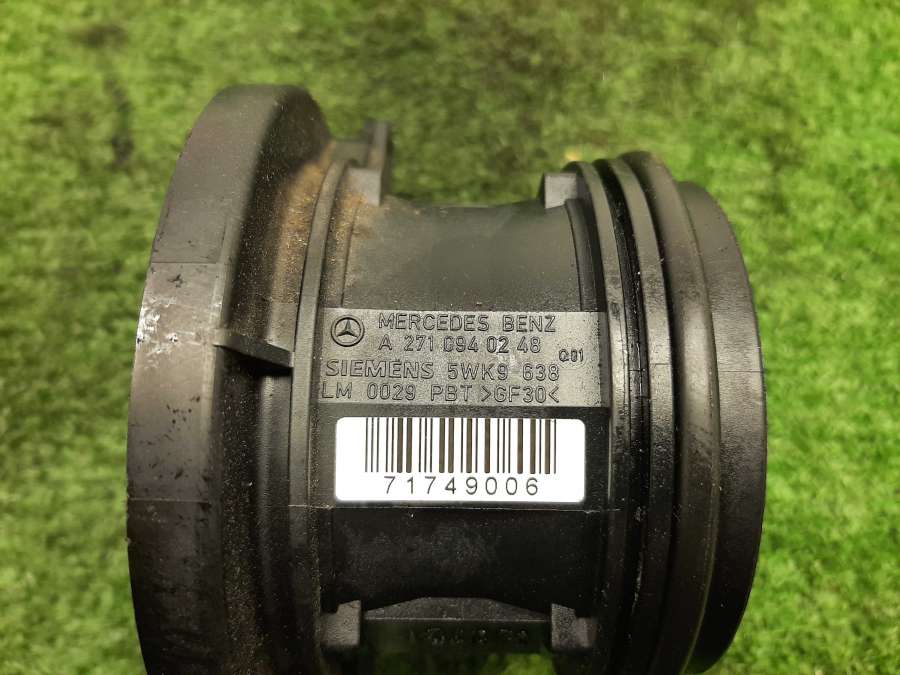 MERCEDES BENZ
A 271 094 02 48
Q01
SIEMENS 5WK9 638
LM 0029 PBT >GF30<
71749006